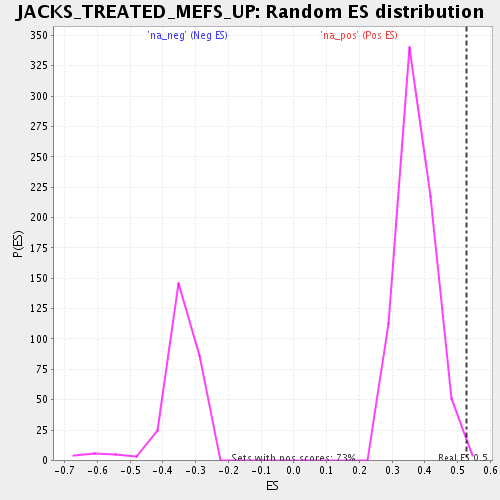 JACKS_TREATED_MEFS_UP: Random ES distribution
'na_neg' (Neg ES) 'na_pos' (Pos ES)
350
325
300
275
250
225
200
175
150
125
100
75
50
25
0
P(ES)
Sets with pos scores: 73% Real ES 0.5
-0.7 -0.6 -0.5 -0.4 -0.3 -0.2 -0.1 0.0 0.1 0.2 0.3 0.4 0.5 0.6
ES